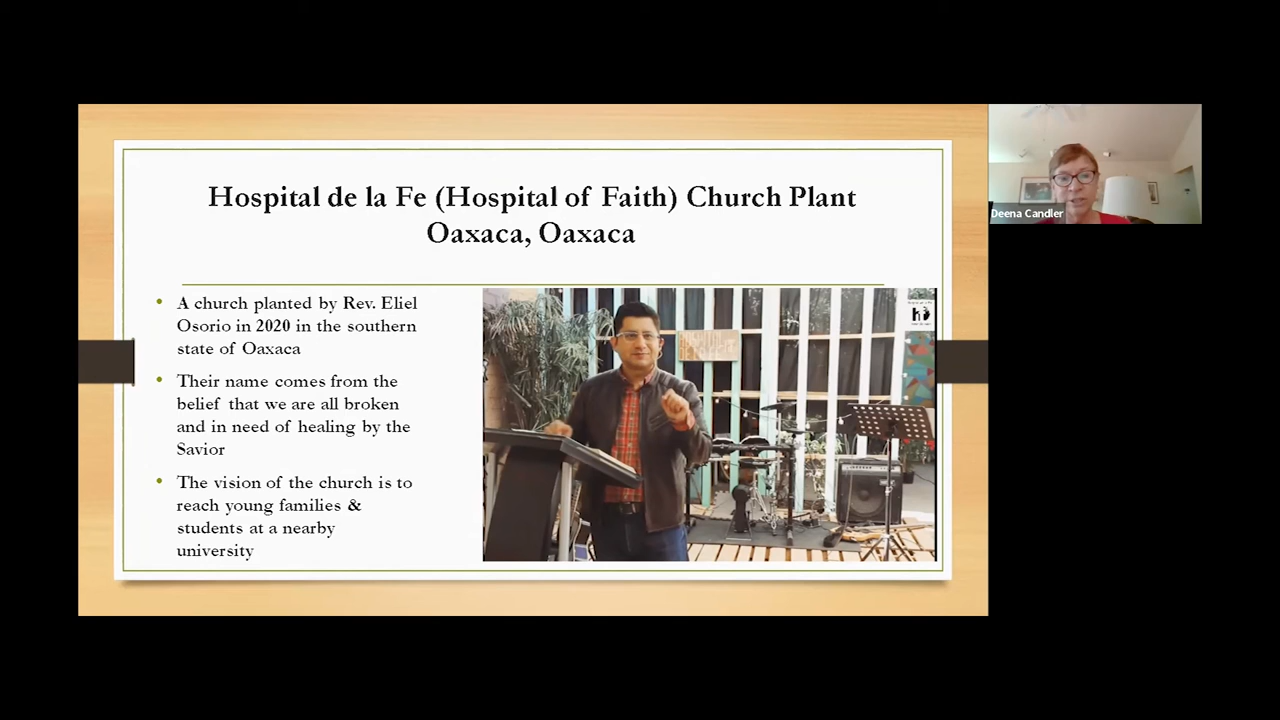 Hospital de la Fe (Hospital of Faith) Church Plant
Oaxaca, Oaxaca
• A church planted by Rev. Eliel
Osorio in 2020 in the southern
state of Oaxaca
• Their name comes from the
belief that we are all broken
and in need of healing by the
Savior
• The vision of the church is to
reach young families &
students at a nearby
university
Deena Candler